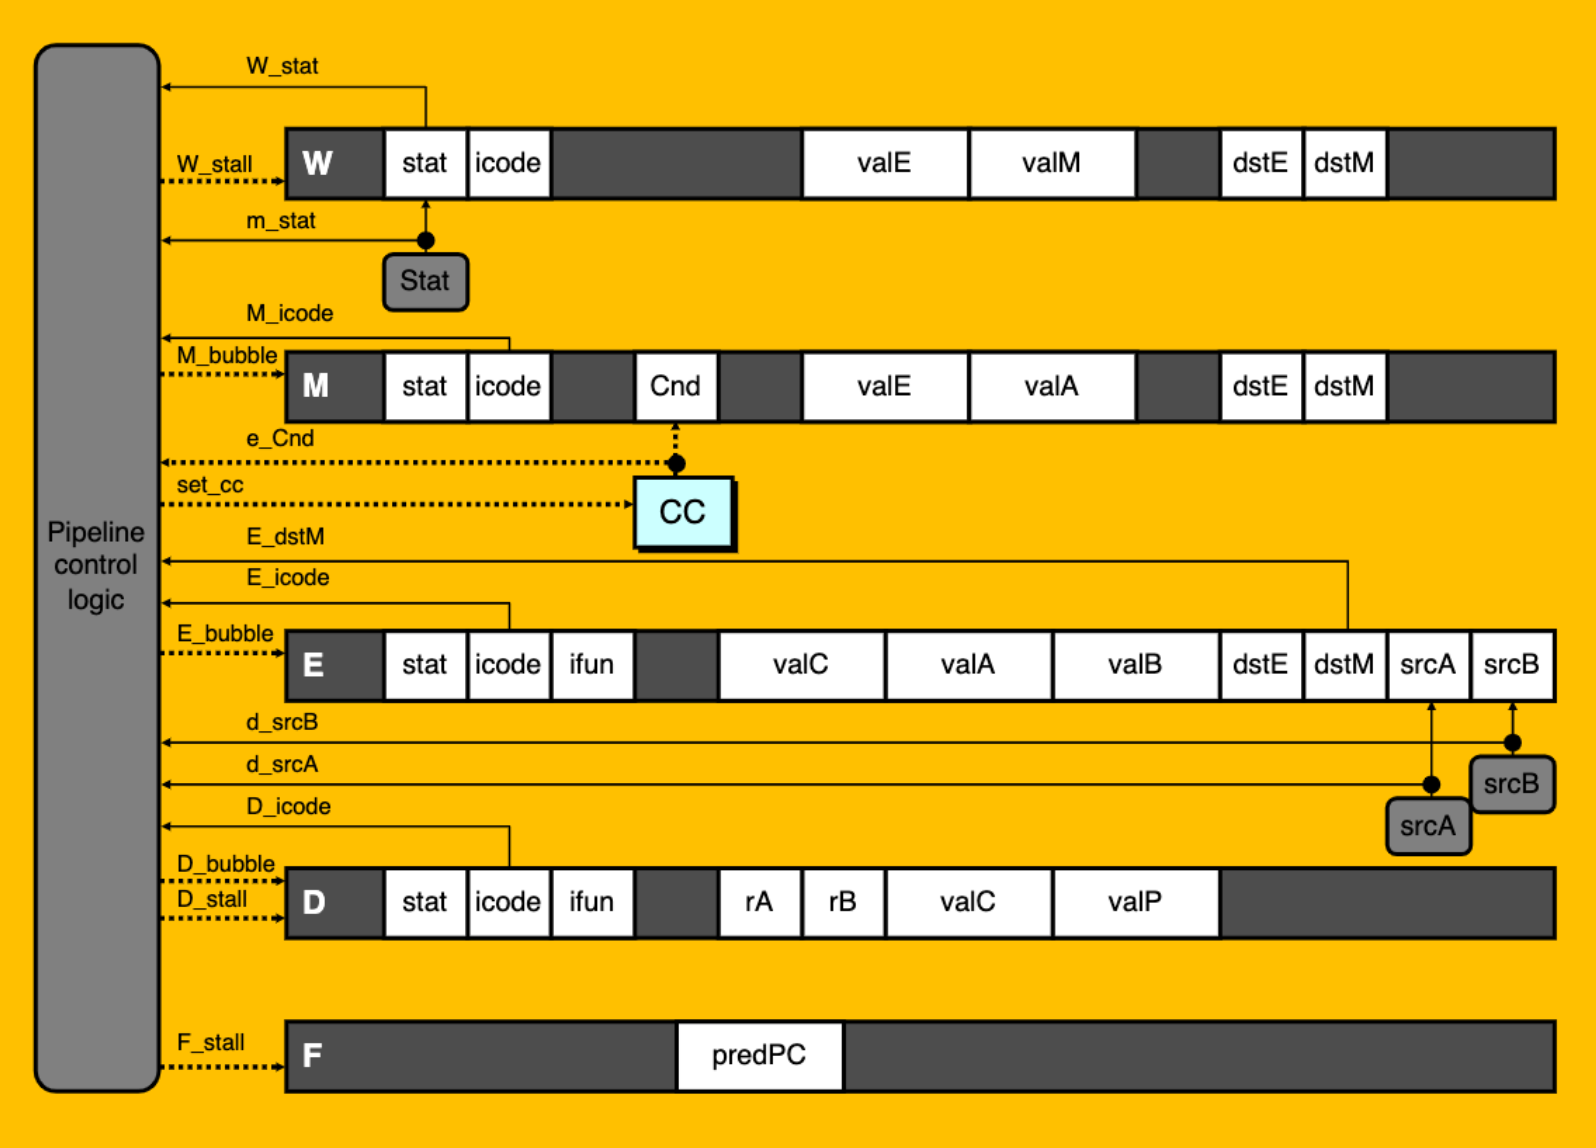 W_stat
W_stall
W stat icode valE valM dstE dstM
m_stat
Stat
M_icode
M_bubble
M stat icode Cnd valE valA dstE dstM
e_Cnd
set_cc
CC
Pipeline
control
logic
E_dstM
E_icode
E_bubble
E stat icode ifun valC valA valB dstE dstM srcA srcB
d_srcB
d_srcA
srcB
D_icode
srcA
D_bubble
D_stall
D stat icode ifun rA rB valC valP
F_stall
F predPC